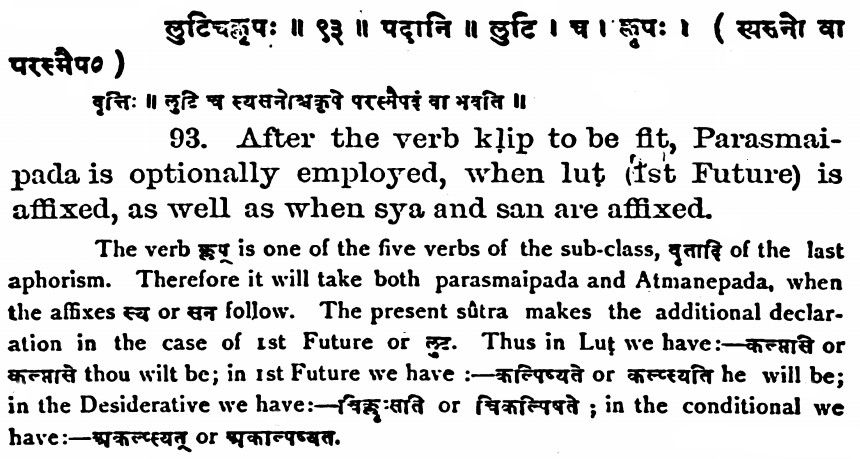 लुटि च क्लृपः ॥ ९३ ॥ पदानि ॥ लुटि । च । क्लृपः । ( स्यसनो वा
परस्मैप० )
वृत्तिः ॥ लुटि च स्यसनोश्चक्लृपे परस्मैपदं वा भवति ॥
93. After the verb kḷip to be fit, Parasmai-
pada is optionally employed, when luṭ (1st Future) is
affixed, as well as when sya and san are affixed.
The verb क्लृप् is one of the five verbs of the sub-class, वृतादि of the last
aphorism. Therefore it will take both parasmaipada and Atmanepada, when
the affixes स्य or सन follow. The present sûtra makes the additional declar-
ation in the case of 1st Future or लुट. Thus in Luṭ we have:—कल्प्तासि or
कल्प्तासे thou wilt be; in 1st Future we have :—कल्पिष्यते or कल्प्स्यति he will be;
in the Desiderative we have:—चिक्लृप्सति or चिकल्पिषते ; in the conditional we
have:—अकल्प्स्यत् or अकल्पिष्यत.